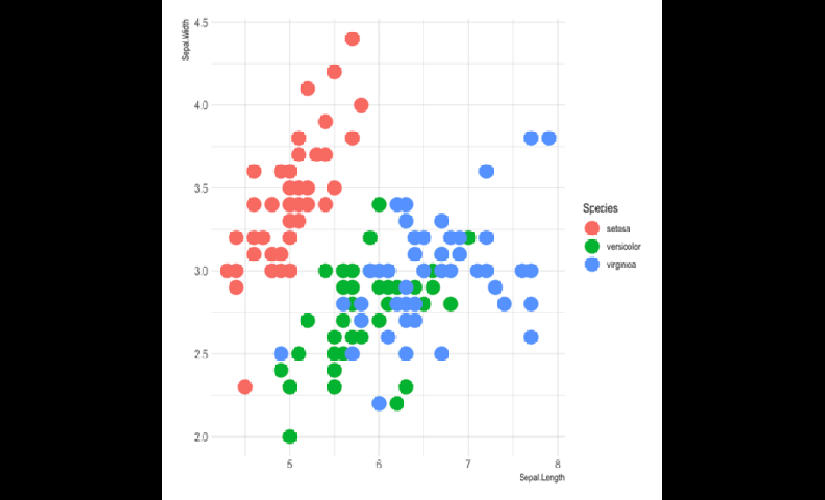 Sepal.Width
4.5
4.0
3.5
3.0
2.5
2.0
5
6
7
8
Sepal.Length
Species
setosa
versicolor
virginica